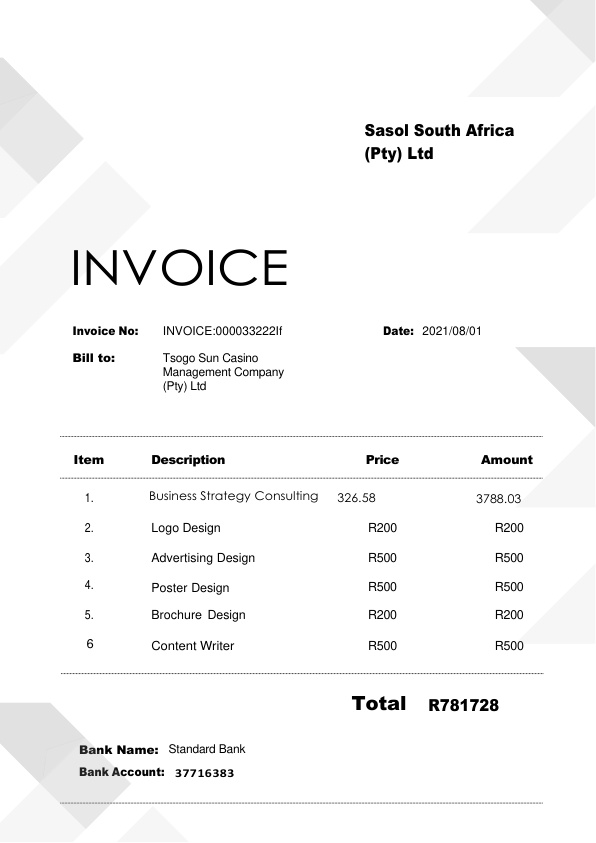 Sasol South Africa
(Pty) Ltd
INVOICE
Invoice No: INVOICE:000033222lf Date: 2021/08/01
Bill to: Tsogo Sun Casino
Management Company
(Pty) Ltd
Item Description Price Amount
1. Business Strategy Consulting 326.58 3788.03
2. Logo Design R200 R200
3. Advertising Design R500 R500
4. Poster Design R500 R500
5. Brochure Design R200 R200
6 Content Writer R500 R500
Total R781728
Bank Name: Standard Bank
Bank Account: 37716383